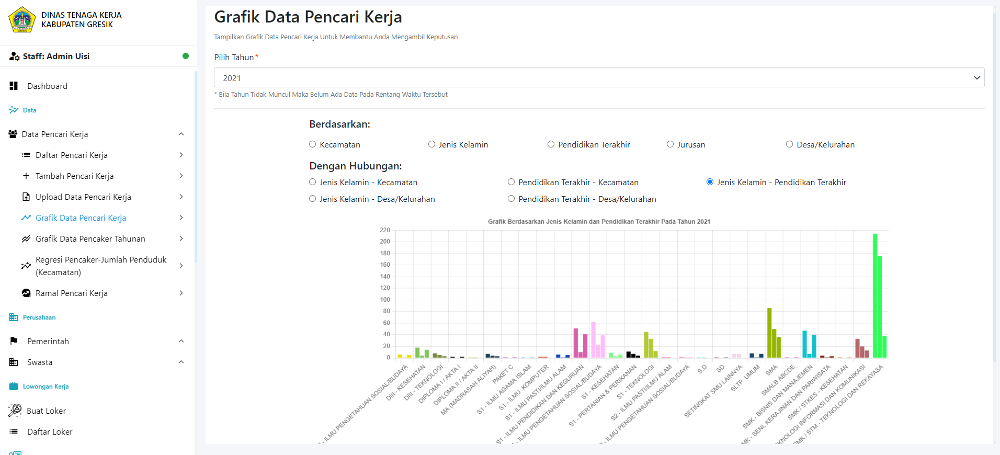 DINAS TENAGA KERJA
KABUPATEN GRESIK
Staff: Admin Uisi
Dashboard
Data
Data Pencari Kerja
Daftar Pencari Kerja
Tambah Pencari Kerja
Upload Data Pencari Kerja
Grafik Data Pencari Kerja
Grafik Data Pencaker Tahunan
Regresi Pencaker-Jumlah Penduduk
(Kecamatan)
Ramal Pencari Kerja
Perusahaan
Pemerintah
Swasta
Lowongan Kerja
Buat Loker
Daftar Loker
Grafik Data Pencari Kerja
Tampilkan Grafik Data Pencari Kerja Untuk Membantu Anda Mengambil Keputusan
Pilih Tahun*
2021
* Bila Tahun Tidak Muncul Maka Belum Ada Data Pada Rentang Waktu Tersebut
Berdasarkan:
Kecamatan Jenis Kelamin Pendidikan Terakhir Jurusan Desa/Kelurahan
Dengan Hubungan:
Jenis Kelamin - Kecamatan Pendidikan Terakhir - Kecamatan Jenis Kelamin - Pendidikan Terakhir
Jenis Kelamin - Desa/Kelurahan Pendidikan Terakhir - Desa/Kelurahan
Grafik Berdasarkan Jenis Kelamin dan Pendidikan Terakhir Pada Tahun 2021
220
200
180
160
140
120
100
80
60
40
20
0
- ILMU PENGETAHUAN SOSIAL/BUDAYA
DIII - KESEHATAN
DIII - TEKNOLOGI
DIPLOMA I / AKTA I
DIPLOMA II / AKTA II
MA (MADRASAH ALIYAH)
PAKET C
S1 - ILMU AGAMA ISLAM
S1 - ILMU KOMPUTER
S1 - ILMU PASTI/ILMU ALAM
S1 - ILMU PENDIDIKAN DAN KEGURUAN
- ILMU PENGETAHUAN SOSIAL/BUDAYA
S1 - KESEHATAN
S1 - PERTANIAN & PERIKANAN
S1 - TEKNOLOGI
S2 - ILMU PASTI/ILMU ALAM
- ILMU PENGETAHUAN SOSIAL/BUDAYA
S.D
SD
SETINGKAT SMU LAINNYA
SLTP UMUM
SMA
SMALB ABCDE
SMK - BISNIS DAN MANAJEMEN
MK - SENI, KERAJINAN DAN PARIWISATA
SMK / STKES - KESEHATAN
EKNOLOGI INFORMASI DAN KOMUNIKASI
SMK / STM - TEKNOLOGI DAN REKAYASA